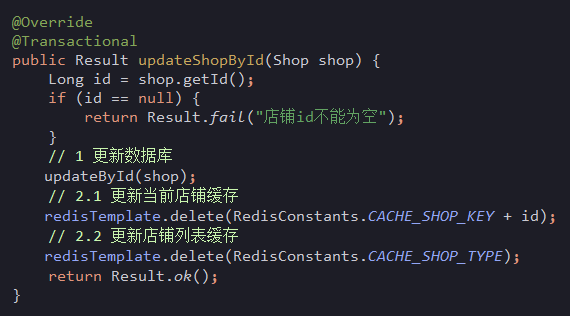 @Override
@Transactional
public Result updateShopById(Shop shop) {
    Long id = shop.getId();
    if (id == null) {
        return Result.fail("店铺id不能为空");
    }
    // 1 更新数据库
    updateById(shop);
    // 2.1 更新当前店铺缓存
    redisTemplate.delete(RedisConstants.CACHE_SHOP_KEY + id);
    // 2.2 更新店铺列表缓存
    redisTemplate.delete(RedisConstants.CACHE_SHOP_TYPE);
    return Result.ok();
}